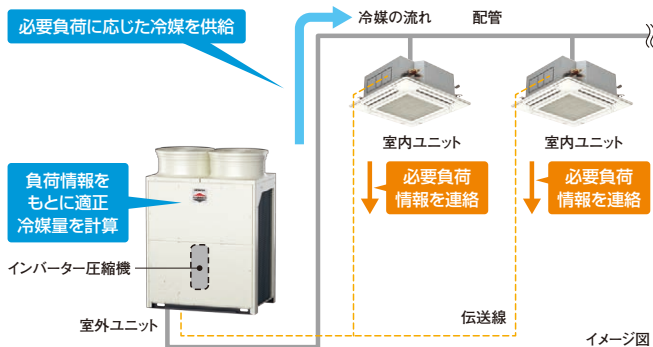 必要負荷に応じた冷媒を供給
冷媒の流れ
配管
室内ユニット
室内ユニット
必要負荷
情報を連絡
必要負荷
情報を連絡
負荷情報を
もとに適正
冷媒量を計算
インバーター圧縮機
室外ユニット
伝送線
イメージ図